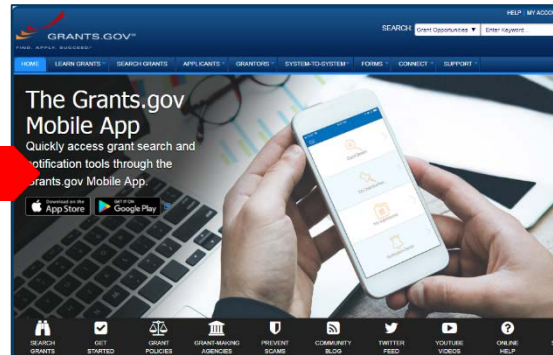 HELP | MY ACCO
GRANTS.GOV™
FIND. APPLY. SUCCEED.
SEARCH: Grant Opportunities ▼ Enter Keyword...
HOME LEARN GRANTS SEARCH GRANTS APPLICANTS GRANTORS SYSTEM-TO-SYSTEM FORMS CONNECT SUPPORT
The Grants.gov
Mobile App
Quickly access grant search and
otification tools through the
Grants.gov Mobile App.
Download on the App Store GET IT ON Google Play
SEARCH GRANTS
GET STARTED
GRANT POLICIES
GRANT-MAKING AGENCIES
PREVENT SCAMS
COMMUNITY BLOG
TWITTER FEED
YOUTUBE VIDEOS
ONLINE HELP